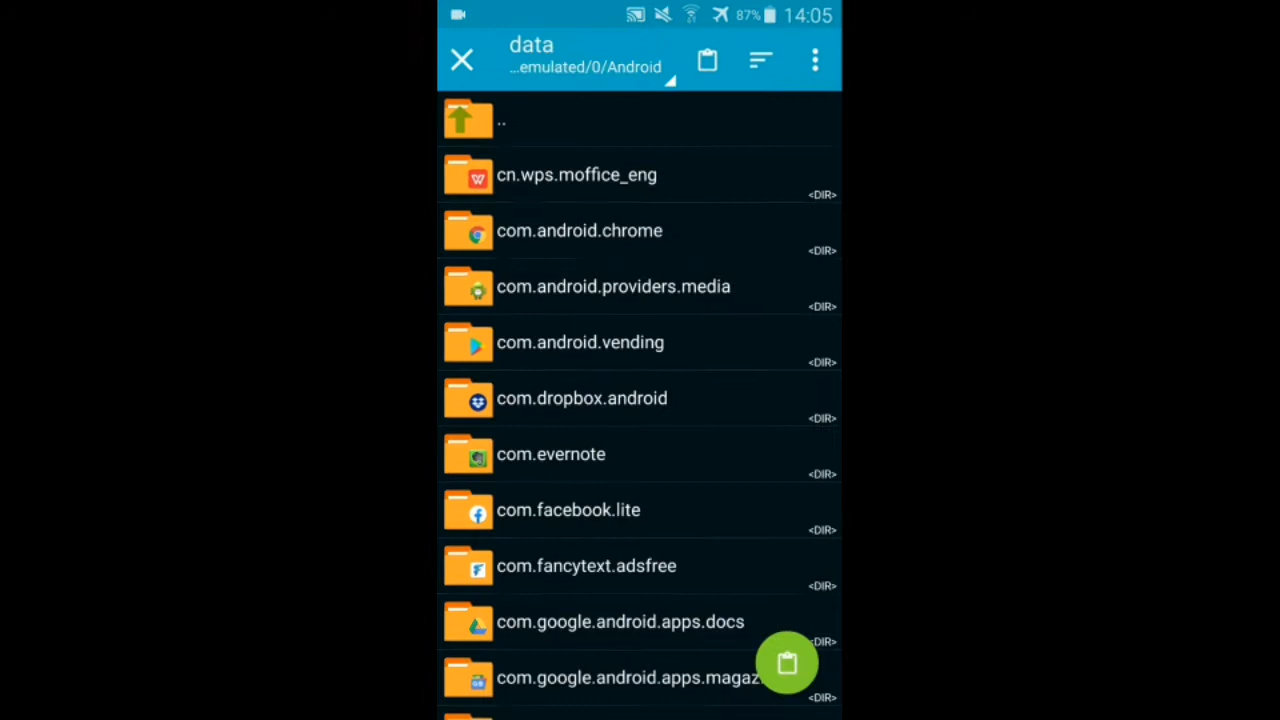 87% 14:05
data
...emulated/0/Android
..
cn.wps.moffice_eng
<DIR>
com.android.chrome
<DIR>
com.android.providers.media
<DIR>
com.android.vending
<DIR>
com.dropbox.android
<DIR>
com.evernote
<DIR>
com.facebook.lite
<DIR>
com.fancytext.adsfree
<DIR>
com.google.android.apps.docs
<DIR>
com.google.android.apps.magaz
<DIR>